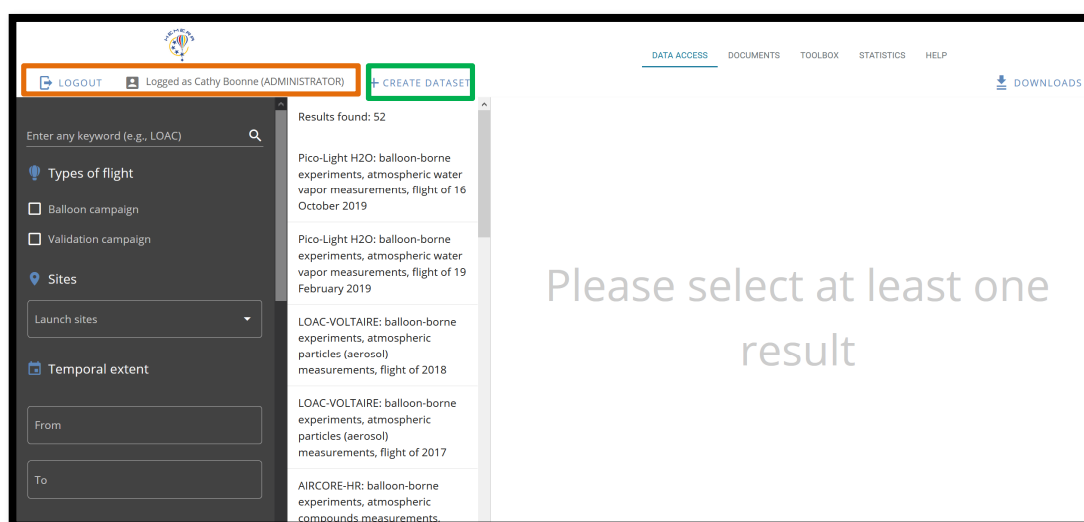 HEMERA
DATA ACCESS DOCUMENTS TOOLBOX STATISTICS HELP
LOGOUT Logged as Cathy Boonne (ADMINISTRATOR) + CREATE DATASET
DOWNLOADS
Enter any keyword (e.g., LOAC)
Types of flight
Balloon campaign
Validation campaign
Sites
Launch sites
Temporal extent
From
To
Results found: 52
Pico-Light H2O: balloon-borne
experiments, atmospheric water
vapor measurements, flight of 16
October 2019
Pico-Light H2O: balloon-borne
experiments, atmospheric water
vapor measurements, flight of 19
February 2019
LOAC-VOLTAIRE: balloon-borne
experiments, atmospheric
particles (aerosol)
measurements, flight of 2018
LOAC-VOLTAIRE: balloon-borne
experiments, atmospheric
particles (aerosol)
measurements, flight of 2017
AIRCORE-HR: balloon-borne
experiments, atmospheric
compounds measurements,
Please select at least one
result